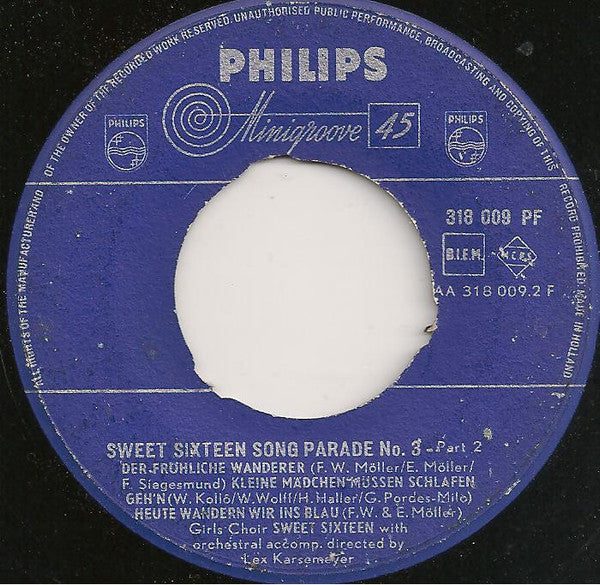 ALL RIGHTS OF THE MANUFACTURER AND OF THE OWNER OF THE RECORDED WORK RESERVED. UNAUTHORISED PUBLIC PERFORMANCE, BROADCASTING AND COPYING OF THIS RECORD PROHIBITED. MADE IN HOLLAND
PHILIPS
Minigroove 45
PHILIPS
PHILIPS
318 009 PF
B.I.E.M. M.C.P.S.
AA 318 009.2 F
SWEET SIXTEEN SONG PARADE No. 3 - Part 2
DER FRÖHLICHE WANDERER (F. W. Möller/E. Möller/
F. Siegesmund) KLEINE MÄDCHEN MÜSSEN SCHLAFEN
GEH'N (W. Kollo/W. Wolff/H. Haller/G. Pordes-Milo)
HEUTE WANDERN WIR INS BLAU (F.W. & E. Möller)
Girls Choir SWEET SIXTEEN with
orchestral accomp. directed by
Lex Karsemeyer